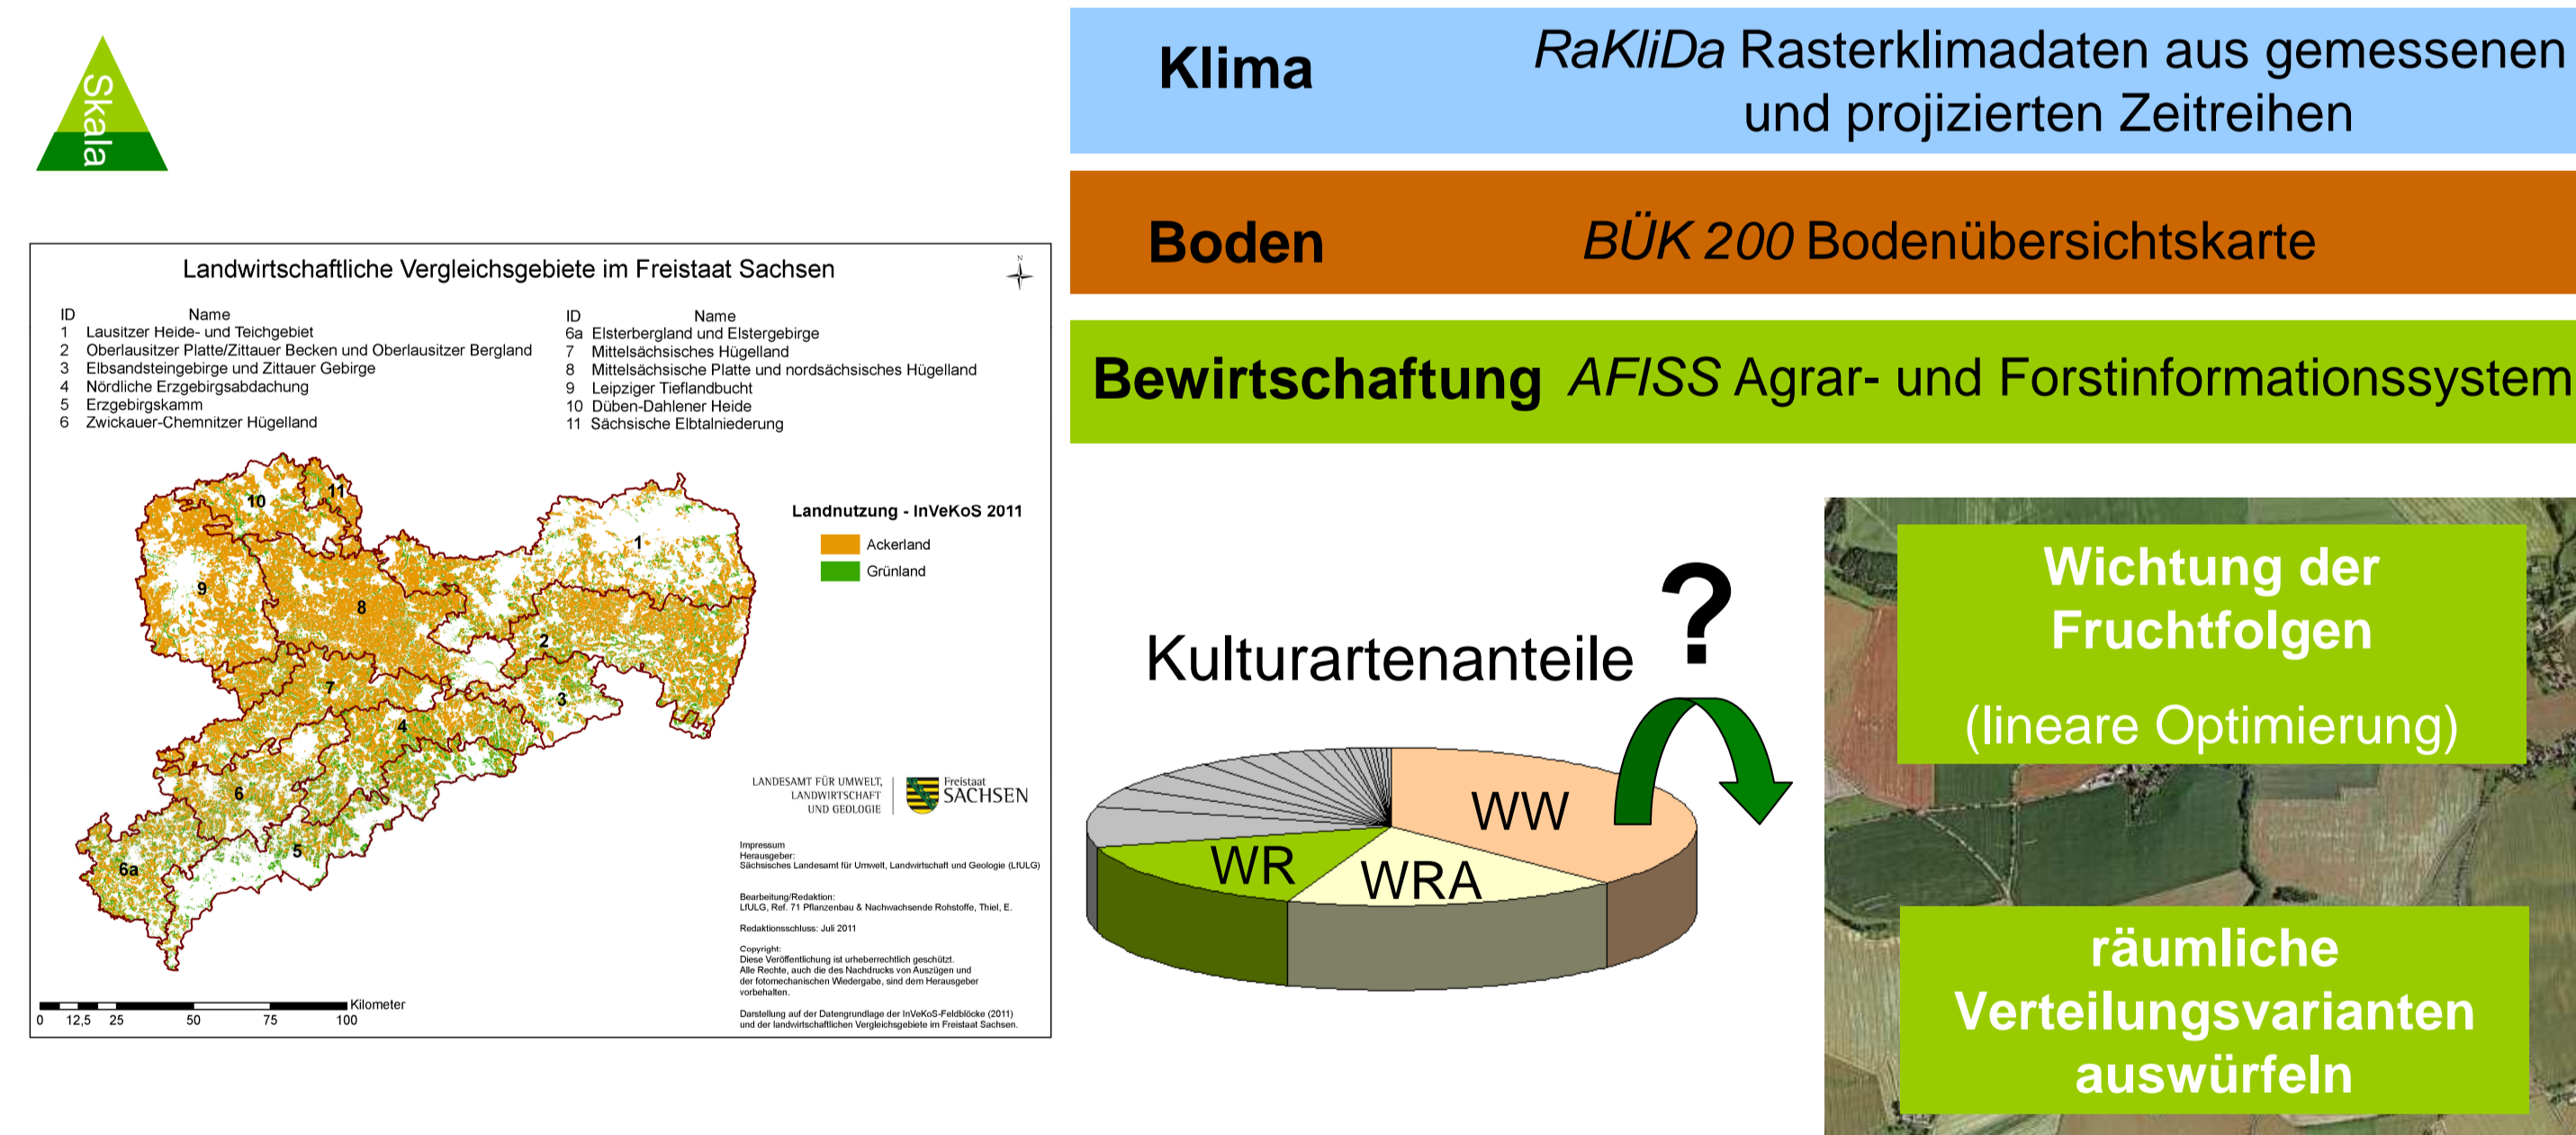 Skala
Klima
RaKliDa Rasterklimadaten aus gemessenen
und projizierten Zeitreihen
Boden
BÜK 200 Bodenübersichtskarte
Bewirtschaftung AFISS Agrar- und Forstinformationssystem
Landwirtschaftliche Vergleichsgebiete im Freistaat Sachsen
N
ID Name
1 Lausitzer Heide- und Teichgebiet
2 Oberlausitzer Platte/Zittauer Becken und Oberlausitzer Bergland
3 Elbsandsteingebirge und Zittauer Gebirge
4 Nördliche Erzgebirgsabdachung
5 Erzgebirgskamm
6 Zwickauer-Chemnitzer Hügelland
ID Name
6a Elsterbergland und Elstergebirge
7 Mittelsächsisches Hügelland
8 Mittelsächsische Platte und nordsächsisches Hügelland
9 Leipziger Tieflandbucht
10 Düben-Dahlener Heide
11 Sächsische Elbtalniederung
10
11
1
9
8
2
7
3
4
6
5
6a
Landnutzung - InVeKoS 2011
Ackerland
Grünland
LANDESAMT FÜR UMWELT,
LANDWIRTSCHAFT
UND GEOLOGIE
Freistaat
SACHSEN
Impressum
Herausgeber:
Sächsisches Landesamt für Umwelt, Landwirtschaft und Geologie (LfULG)
Bearbeitung/Redaktion:
LfULG, Ref. 71 Pflanzenbau & Nachwachsende Rohstoffe, Thiel, E.
Redaktionsschluss: Juli 2011
Copyright:
Diese Veröffentlichung ist urheberrechtlich geschützt.
Alle Rechte, auch die des Nachdrucks von Auszügen und
der fotomechanischen Wiedergabe, sind dem Herausgeber
vorbehalten.
Darstellung auf der Datengrundlage der InVeKoS-Feldblöcke (2011)
und der landwirtschaftlichen Vergleichsgebiete im Freistaat Sachsen.
Kilometer
0 12,5 25 50 75 100
Kulturartenanteile
?
WW
WRA
WR
Wichtung der
Fruchtfolgen
(lineare Optimierung)
räumliche
Verteilungsvarianten
auswürfeln